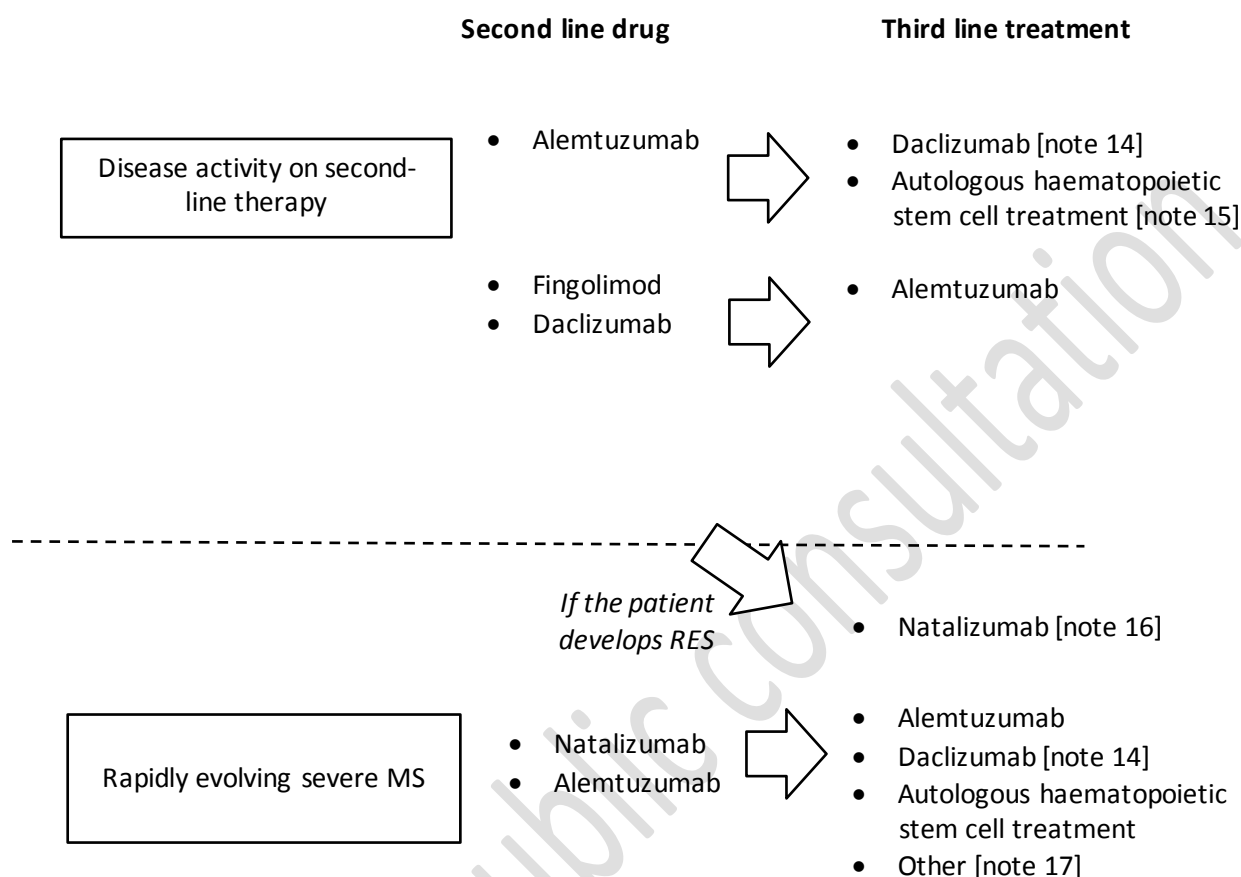 Second line drug
Third line treatment
Disease activity on second-
line therapy
• Alemtuzumab
• Daclizumab [note 14]
• Autologous haematopoietic
stem cell treatment [note 15]
• Fingolimod
• Daclizumab
• Alemtuzumab
If the patient
develops RES
• Natalizumab [note 16]
Rapidly evolving severe MS
• Natalizumab
• Alemtuzumab
• Alemtuzumab
• Daclizumab [note 14]
• Autologous haematopoietic
stem cell treatment
• Other [note 17]
ublic consultation